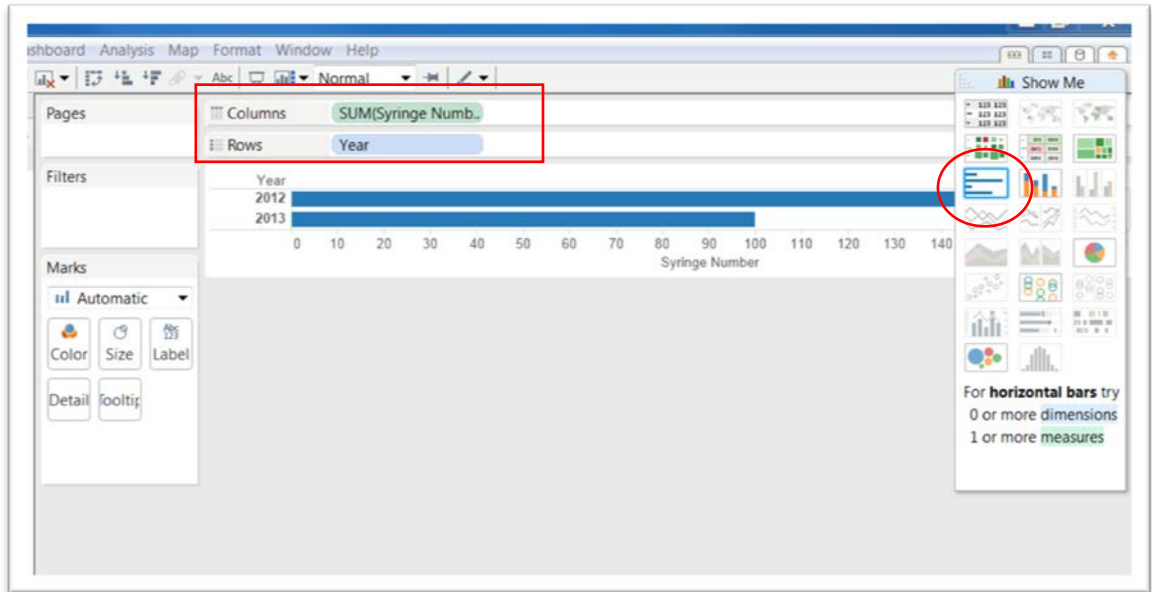 shboard Analysis Map Format Window Help
Abc Normal
Show Me
Pages
Columns SUM(Syringe Numb..
Rows Year
Filters
Year
2012
2013
0 10 20 30 40 50 60 70 80 90 100 110 120 130 140
Syringe Number
Marks
Automatic
Color Size Label
Detail Tooltip
For horizontal bars try
0 or more dimensions
1 or more measures